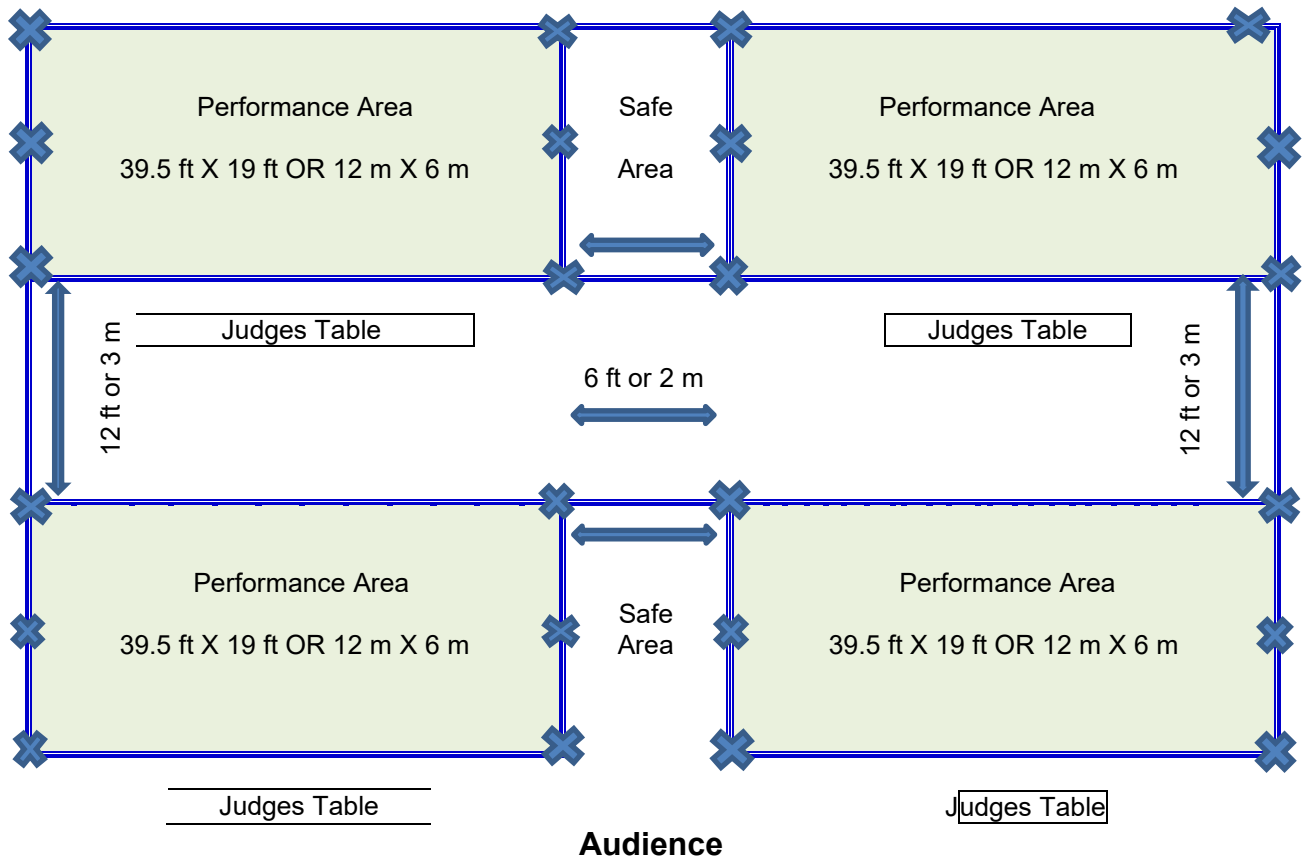 Performance Area
39.5 ft X 19 ft OR 12 m X 6 m
Safe
Area
Performance Area
39.5 ft X 19 ft OR 12 m X 6 m
12 ft or 3 m
Judges Table
6 ft or 2 m
Judges Table
12 ft or 3 m
Performance Area
39.5 ft X 19 ft OR 12 m X 6 m
Safe
Area
Performance Area
39.5 ft X 19 ft OR 12 m X 6 m
Judges Table
Judges Table
Audience